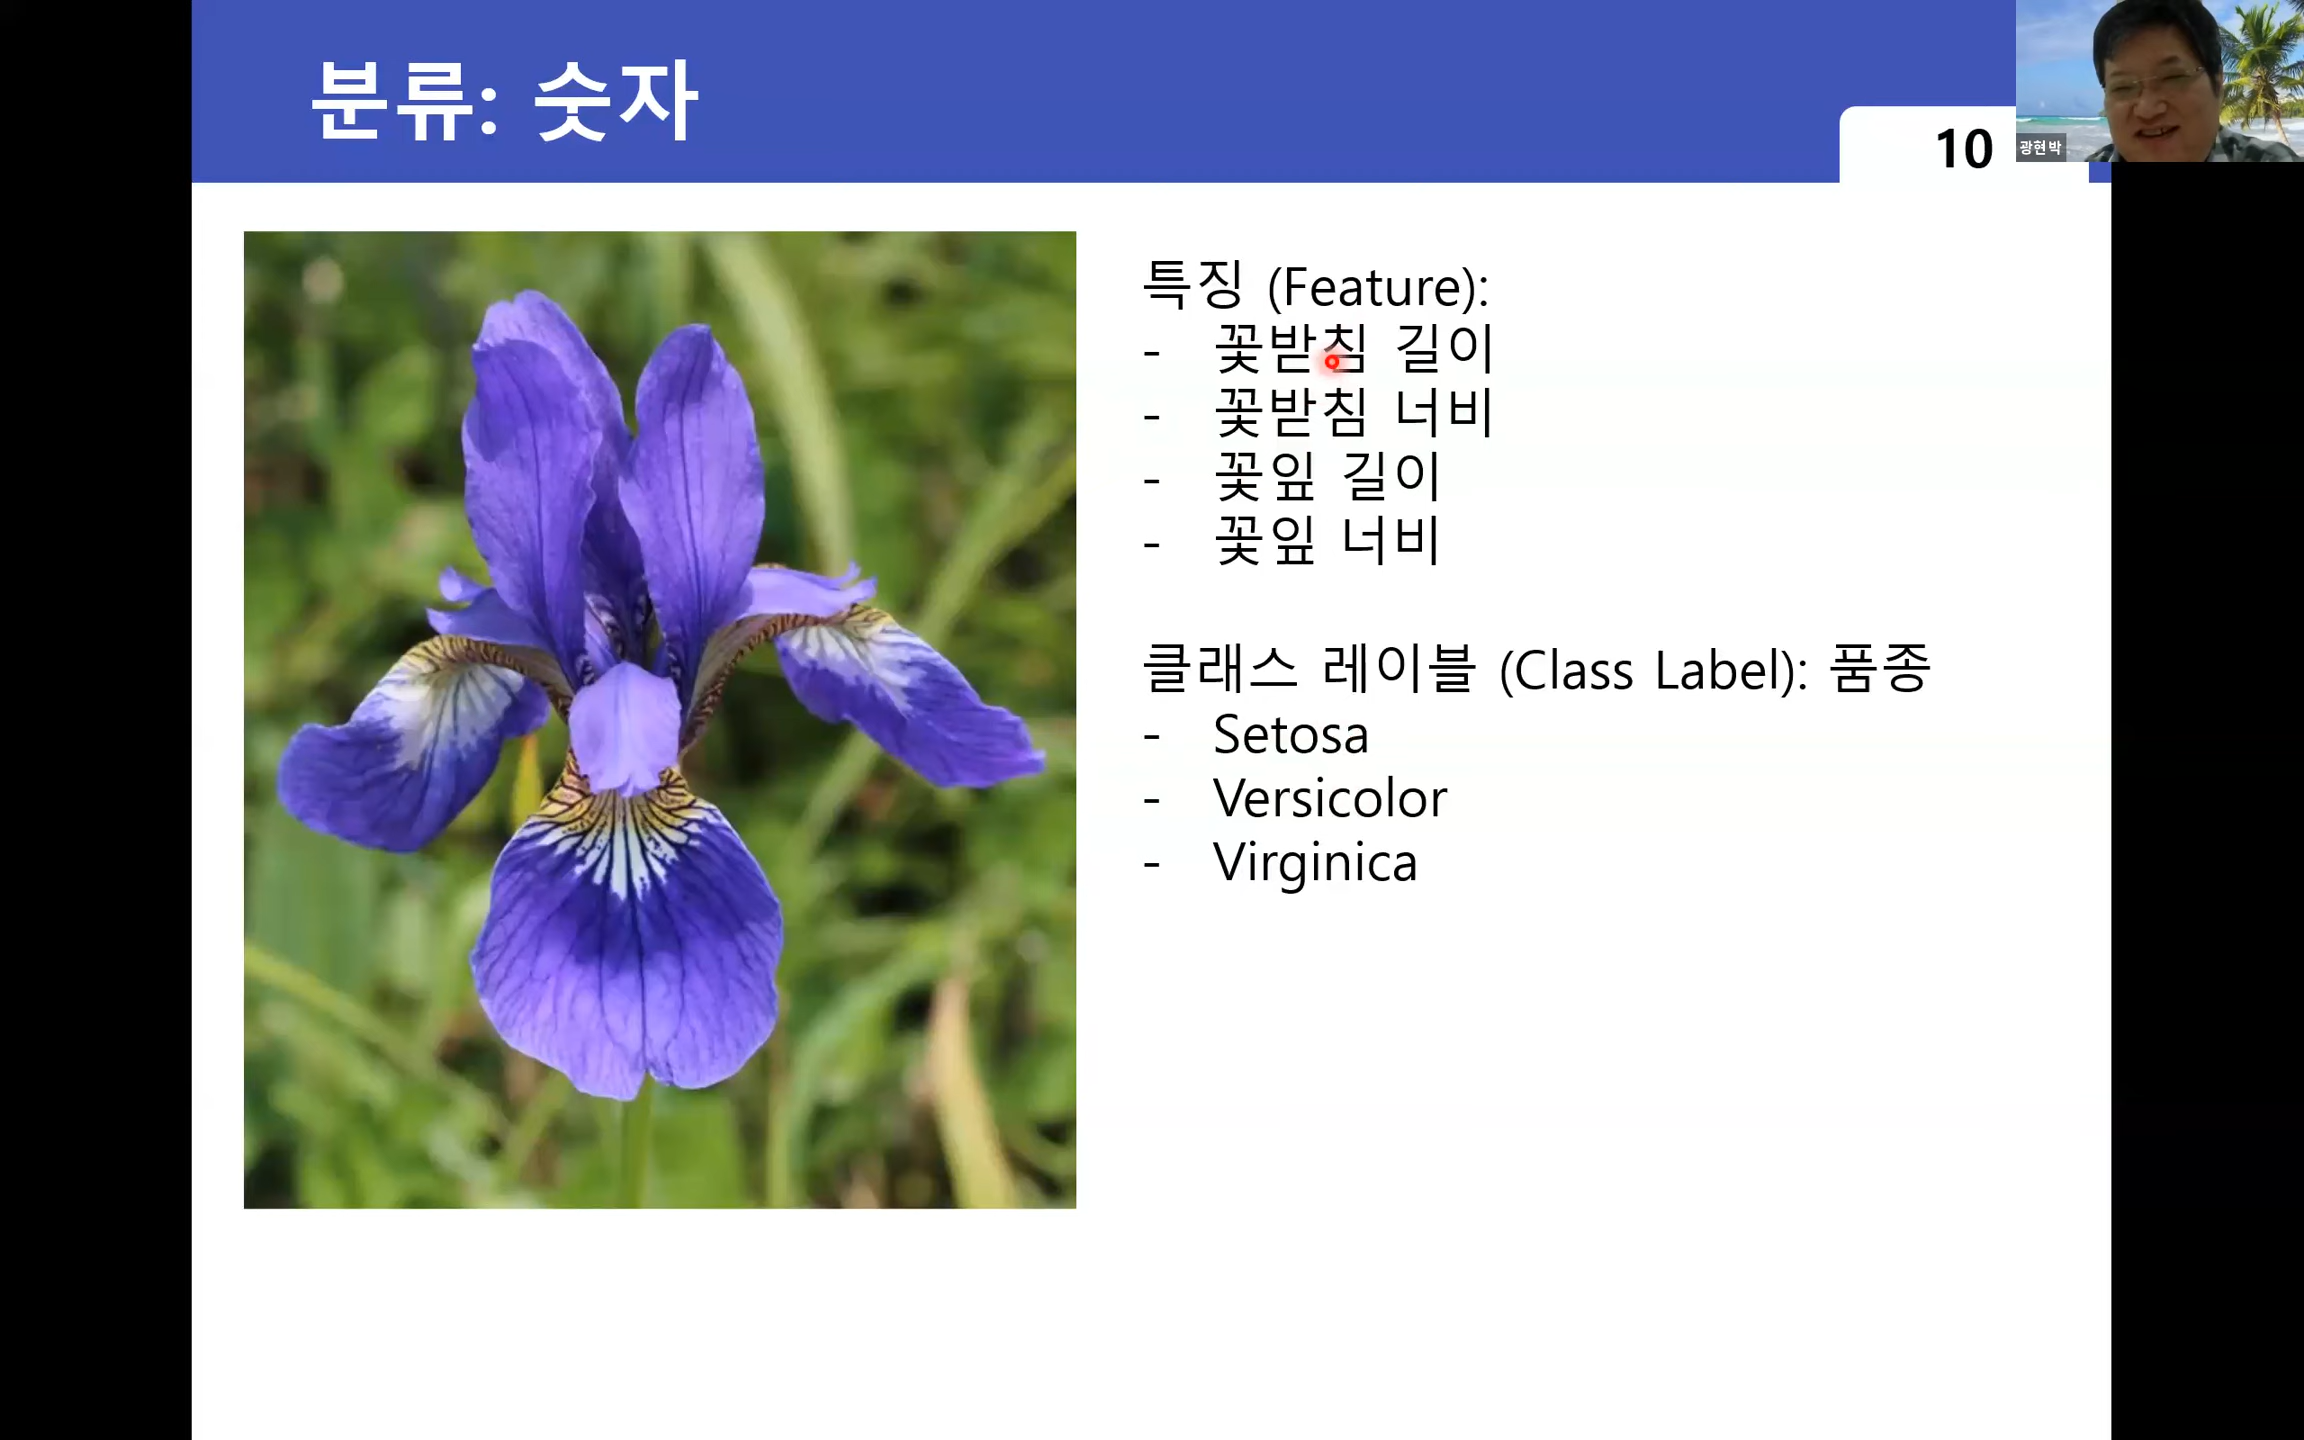 분류: 숫자
10
광현박
특징 (Feature):
- 꽃받침 길이
- 꽃받침 너비
- 꽃잎 길이
- 꽃잎 너비
클래스 레이블 (Class Label): 품종
- Setosa
- Versicolor
- Virginica